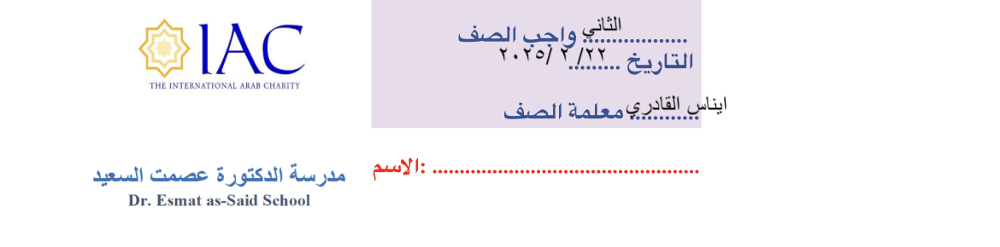 IAC
THE INTERNATIONAL ARAB CHARITY
واجب الصف الثاني ..................
التاريخ ......... ٢٢/ ٢ /٢٠٢٥
معلمة الصف ايناس القادري ............
الاسم: .................................................
مدرسة الدكتورة عصمت السعيد
Dr. Esmat as-Said School